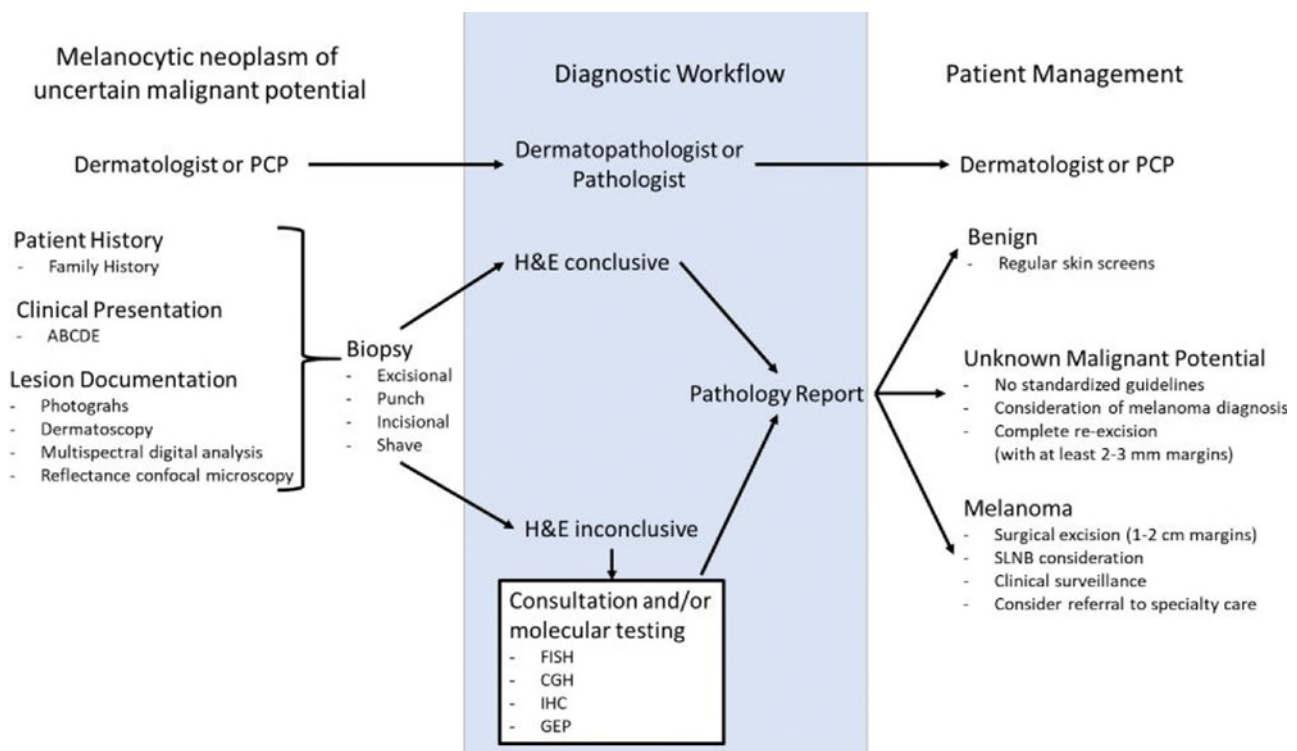 Melanocytic neoplasm of
uncertain malignant potential
Dermatologist or PCP
Patient History
- Family History
Clinical Presentation
- ABCDE
Lesion Documentation
- Photograhs
- Dermatoscopy
- Multispectral digital analysis
- Reflectance confocal microscopy
Biopsy
- Excisional
- Punch
- Incisional
- Shave
Diagnostic Workflow
Dermatopathologist or
Pathologist
H&E conclusive
Pathology Report
H&E inconclusive
Consultation and/or
molecular testing
- FISH
- CGH
- IHC
- GEP
Patient Management
Dermatologist or PCP
Benign
- Regular skin screens
Unknown Malignant Potential
- No standardized guidelines
- Consideration of melanoma diagnosis
- Complete re-excision
(with at least 2-3 mm margins)
Melanoma
- Surgical excision (1-2 cm margins)
- SLNB consideration
- Clinical surveillance
- Consider referral to specialty care